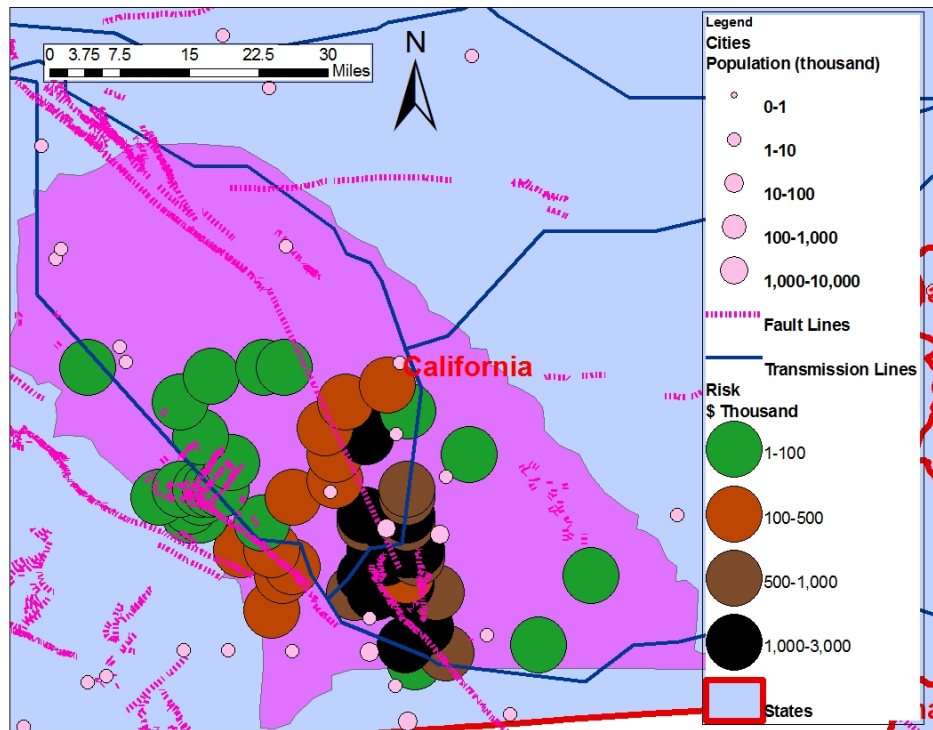 0 3.75 7.5 15 22.5 30
Miles
N
California
Legend
Cities
Population (thousand)
0-1
1-10
10-100
100-1,000
1,000-10,000
Fault Lines
Transmission Lines
Risk
$ Thousand
1-100
100-500
500-1,000
1,000-3,000
States